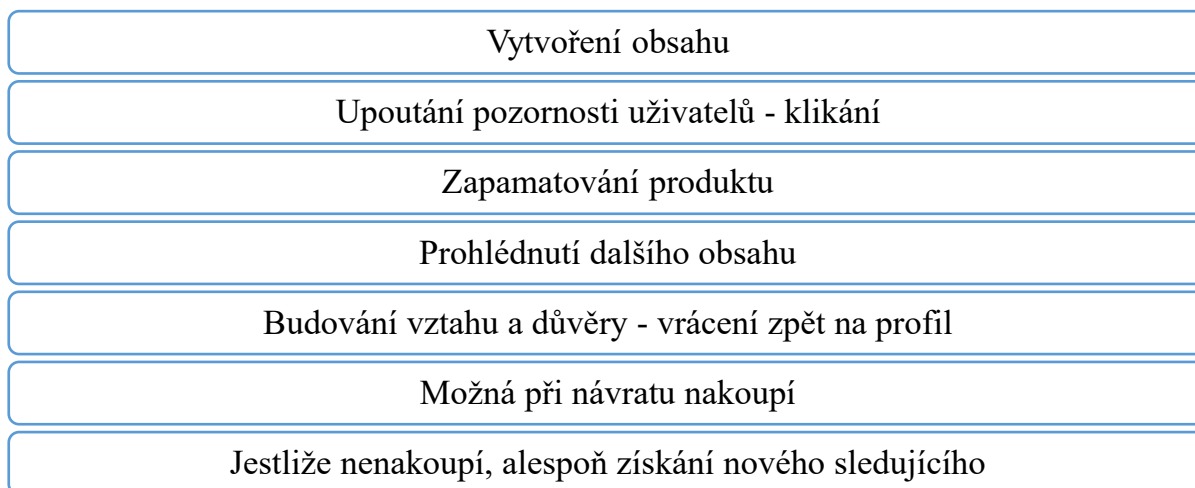 Vytvoření obsahu
Upoutání pozornosti uživatelů - klikání
Zapamatování produktu
Prohlédnutí dalšího obsahu
Budování vztahu a důvěry - vrácení zpět na profil
Možná při návratu nakoupí
Jestliže nenakoupí, alespoň získání nového sledujícího